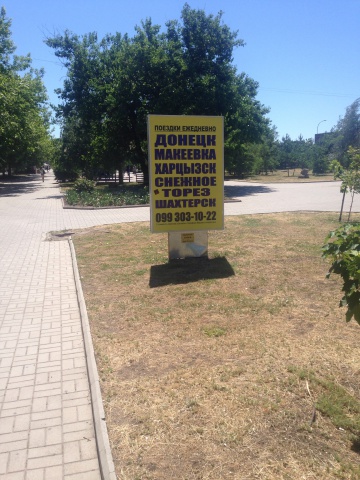 ПОЕЗДКИ ЕЖЕДНЕВНО
ДОНЕЦК
МАКЕЕВКА
ХАРЦЫЗСК
СНЕЖНОЕ
ТОРЕЗ
ШАХТЕРСК
099 303-10-22